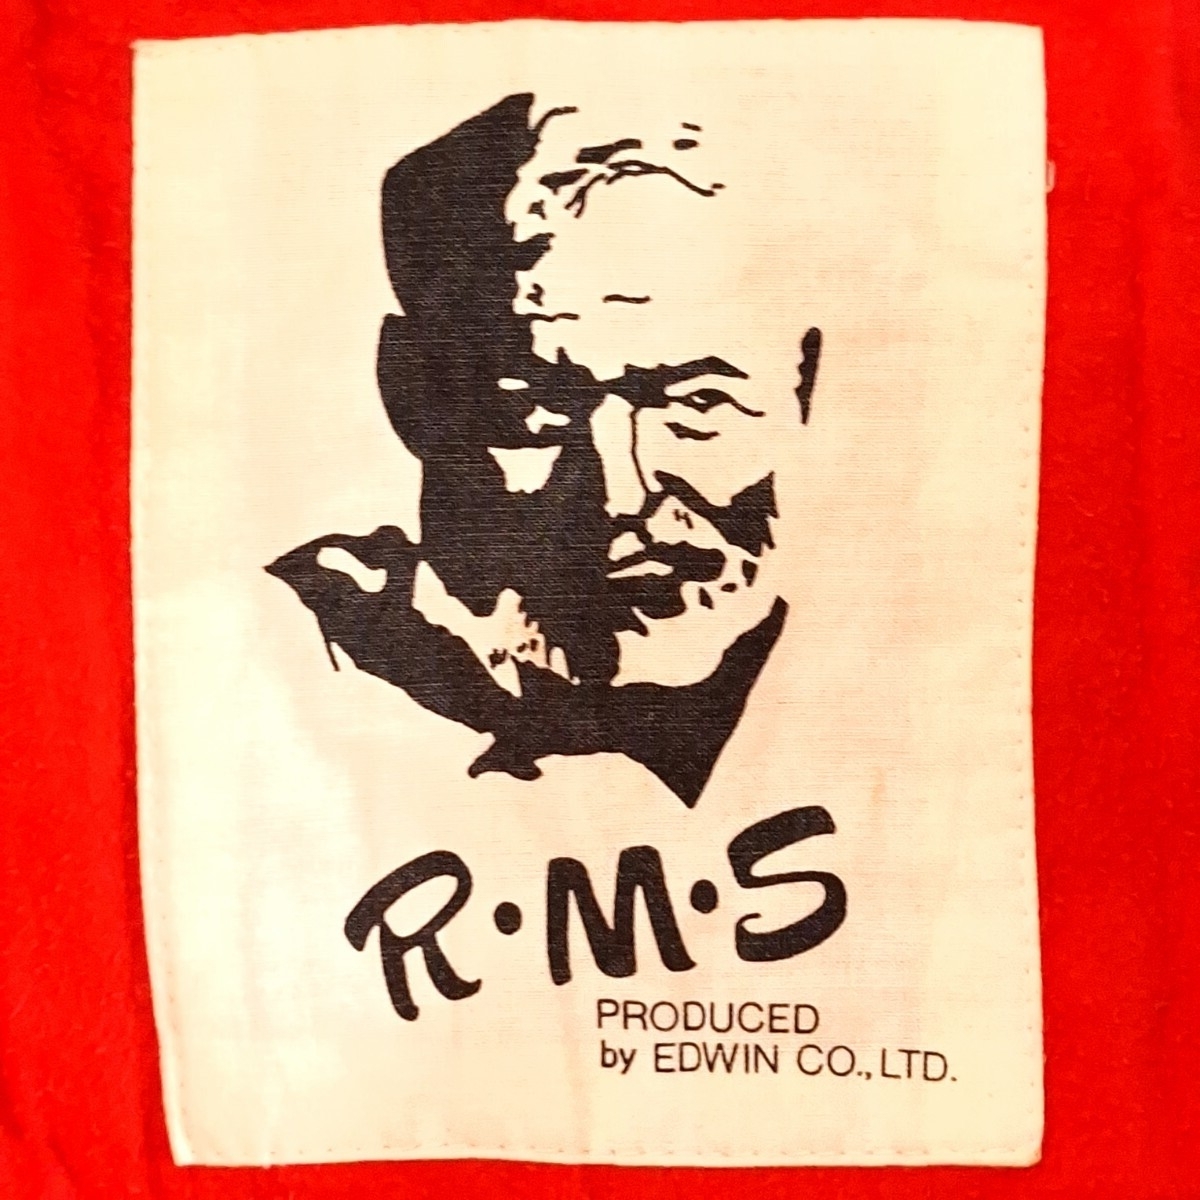 R·M·S
PRODUCED
by EDWIN CO., LTD.